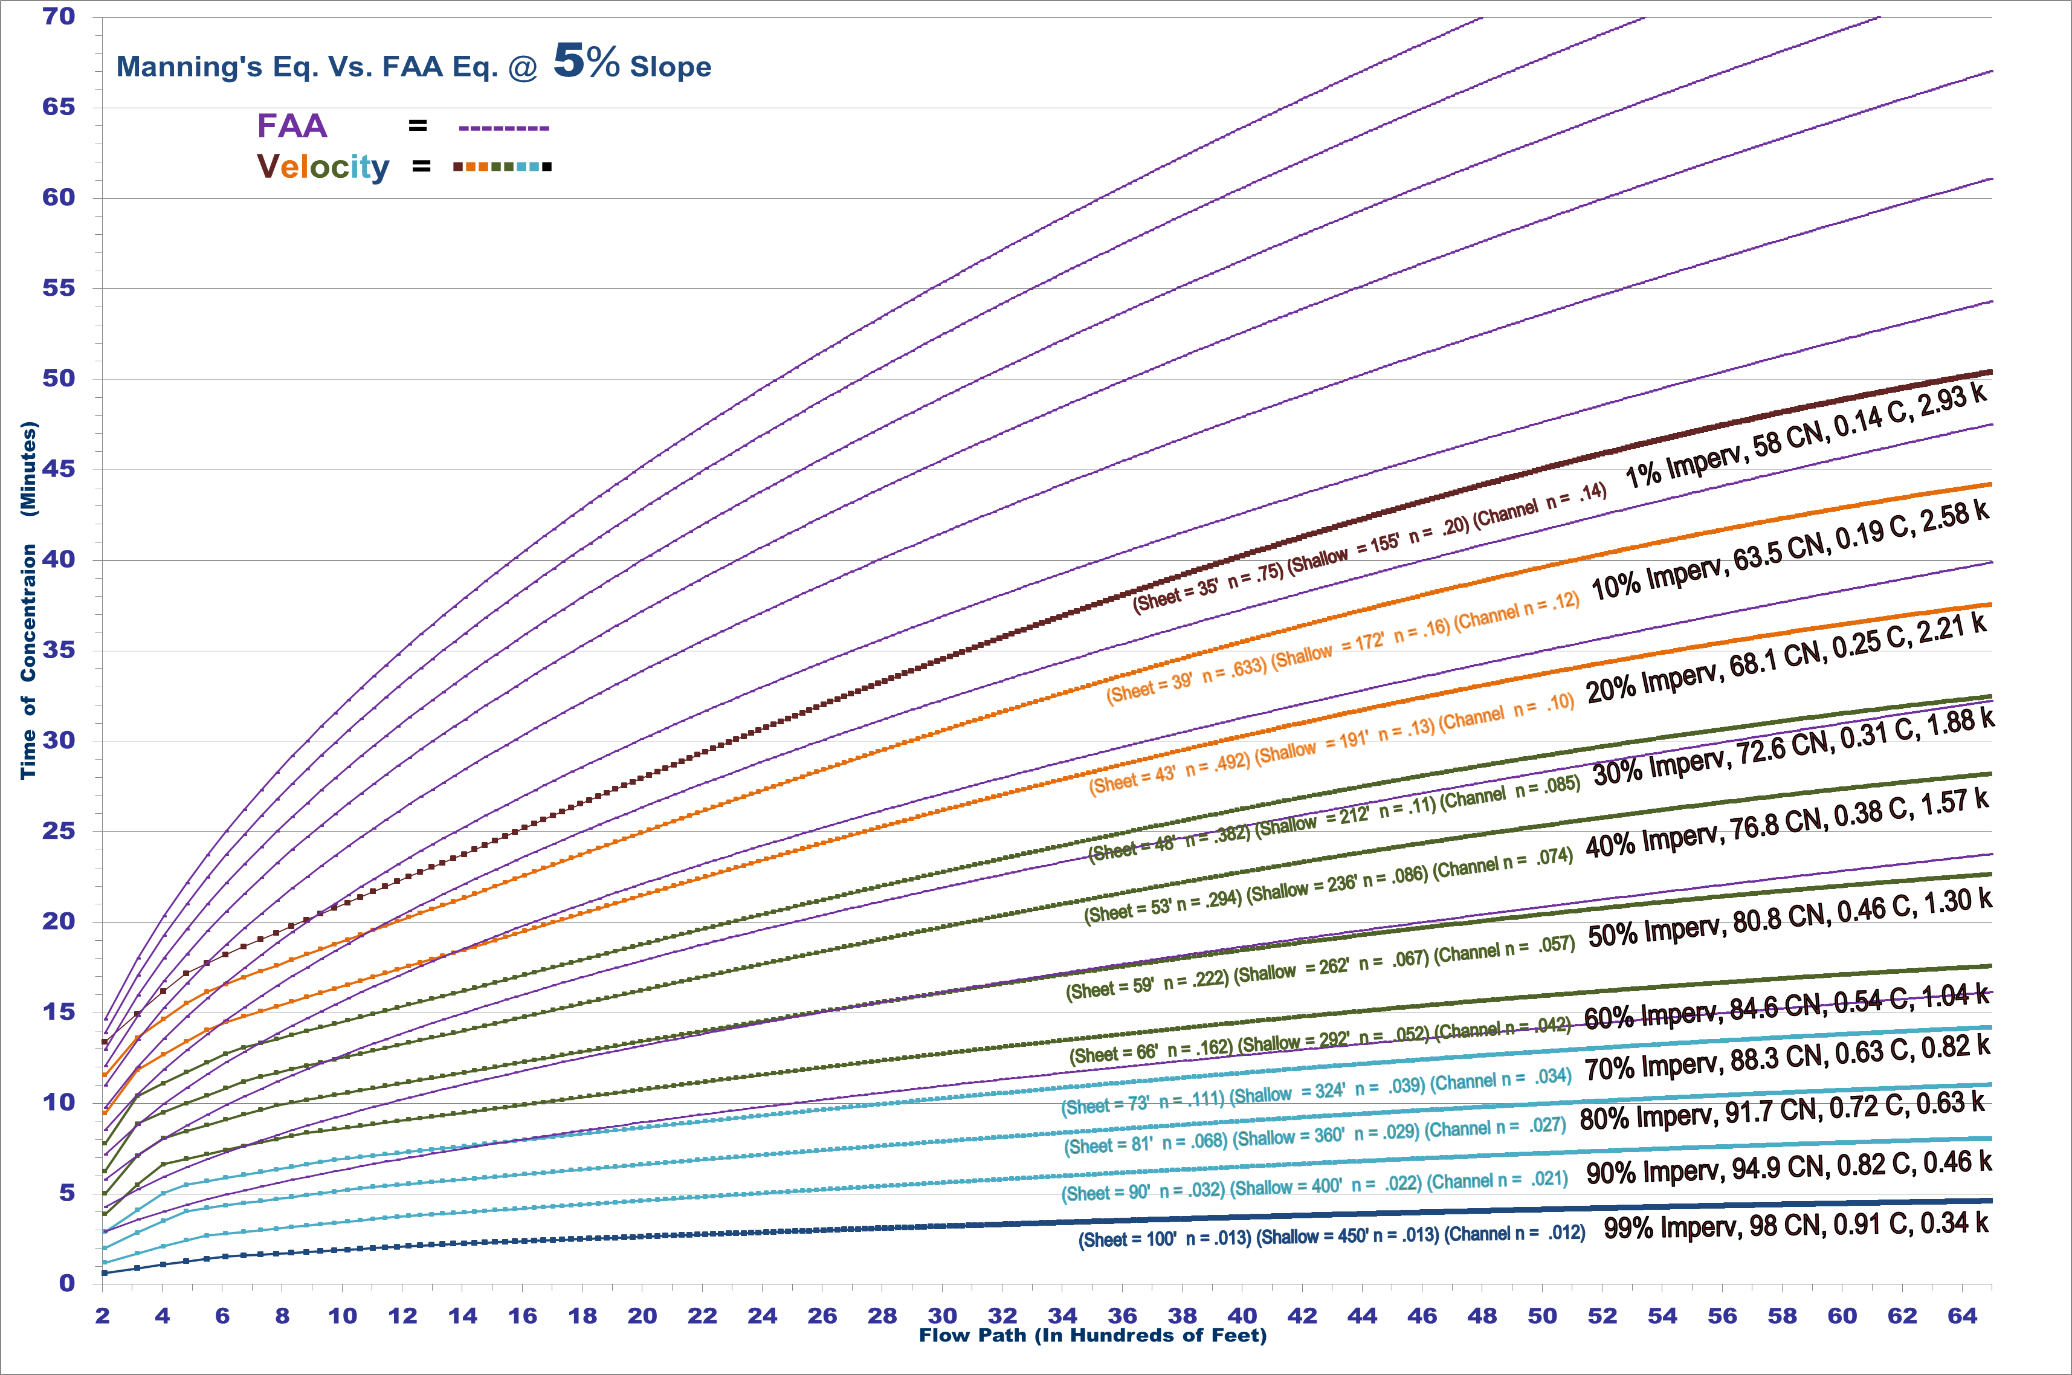 Manning's Eq. Vs. FAA Eq. @ 5% Slope
FAA = --------
Velocity =
Time of Concentraion (Minutes)
70
65
60
55
50
45
40
35
30
25
20
15
10
5
0
(Sheet = 35' n = .75) (Shallow = 155' n = .20) (Channel n = .14)
1% Imperv, 58 CN, 0.14 C, 2.93 k
(Sheet = 39' n = .633) (Shallow = 172' n = .16) (Channel n = .12)
10% Imperv, 63.5 CN, 0.19 C, 2.58 k
(Sheet = 43' n = .492) (Shallow = 191' n = .13) (Channel n = .10)
20% Imperv, 68.1 CN, 0.25 C, 2.21 k
(Sheet = 48' n = .382) (Shallow = 212' n = .11) (Channel n = .085)
30% Imperv, 72.6 CN, 0.31 C, 1.88 k
(Sheet = 53' n = .294) (Shallow = 236' n = .086) (Channel n = .074)
40% Imperv, 76.8 CN, 0.38 C, 1.57 k
(Sheet = 59' n = .222) (Shallow = 262' n = .067) (Channel n = .057)
50% Imperv, 80.8 CN, 0.46 C, 1.30 k
(Sheet = 66' n = .162) (Shallow = 292' n = .052) (Channel n = .042)
60% Imperv, 84.6 CN, 0.54 C, 1.04 k
(Sheet = 73' n = .111) (Shallow = 324' n = .039) (Channel n = .034)
70% Imperv, 88.3 CN, 0.63 C, 0.82 k
(Sheet = 81' n = .068) (Shallow = 360' n = .029) (Channel n = .027)
80% Imperv, 91.7 CN, 0.72 C, 0.63 k
(Sheet = 90' n = .032) (Shallow = 400' n = .022) (Channel n = .021)
90% Imperv, 94.9 CN, 0.82 C, 0.46 k
(Sheet = 100' n = .013) (Shallow = 450' n = .013) (Channel n = .012)
99% Imperv, 98 CN, 0.91 C, 0.34 k
2 4 6 8 10 12 14 16 18 20 22 24 26 28 30 32 34 36 38 40 42 44 46 48 50 52 54 56 58 60 62 64
Flow Path (In Hundreds of Feet)